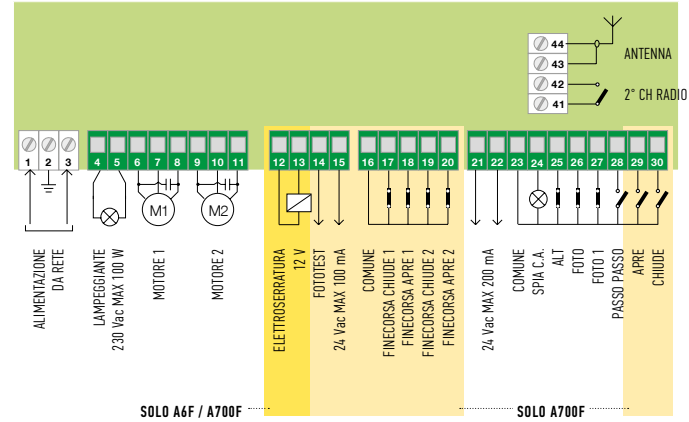 44
43
ANTENNA
42
41
2° CH RADIO
1 2 3
4 5 6 7 8 9 10 11
12 13 14 15
16 17 18 19 20
21 22 23 24 25 26 27 28 29 30
M1
M2
ALIMENTAZIONE
DA RETE
LAMPEGGIANTE
230 Vac MAX 100 W
MOTORE 1
MOTORE 2
ELETTROSERRATURA
12 V
FOTOTEST
24 Vac MAX 100 mA
COMUNE
FINECORSA CHIUDE 1
FINECORSA APRE 1
FINECORSA CHIUDE 2
FINECORSA APRE 2
24 Vac MAX 200 mA
COMUNE
SPIA C.A.
ALT
FOTO
FOTO 1
PASSO PASSO
APRE
CHIUDE
SOLO A6F / A700F
SOLO A700F